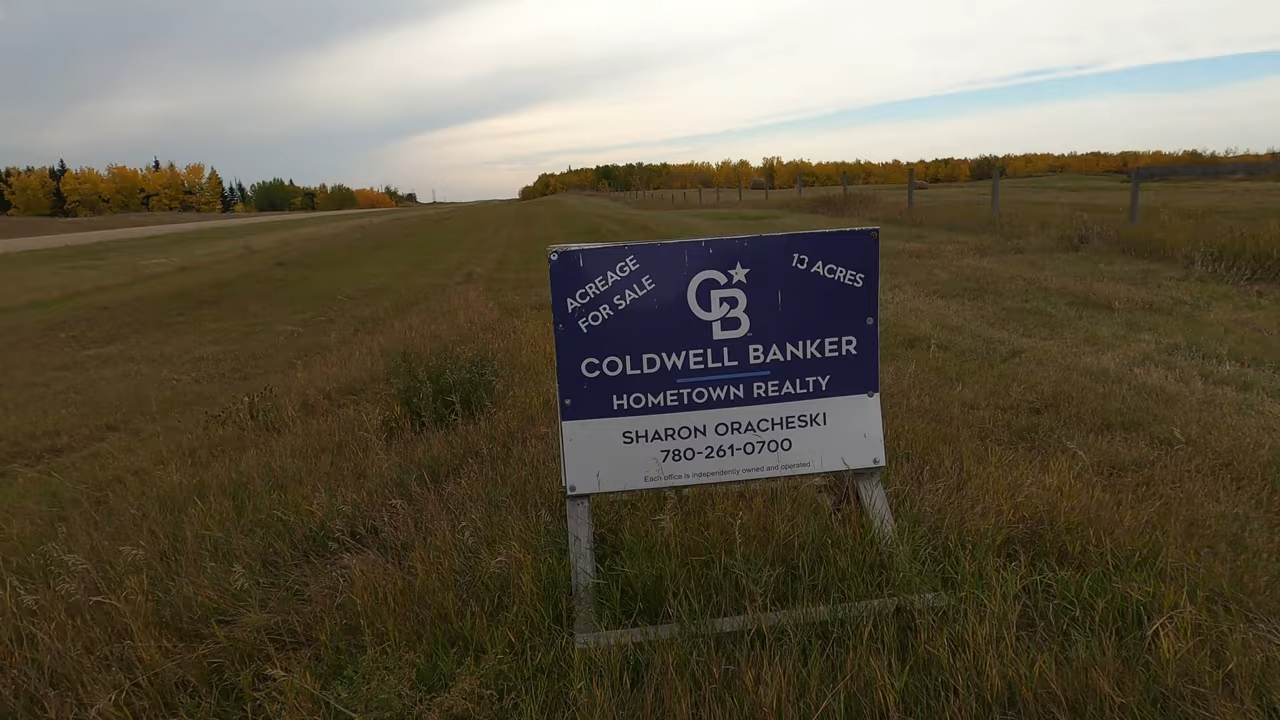 ACREAGE
FOR SALE
13 ACRES
CB
COLDWELL BANKER
HOMETOWN REALTY
SHARON ORACHESKI
780-261-0700
Each office is independently owned and operated